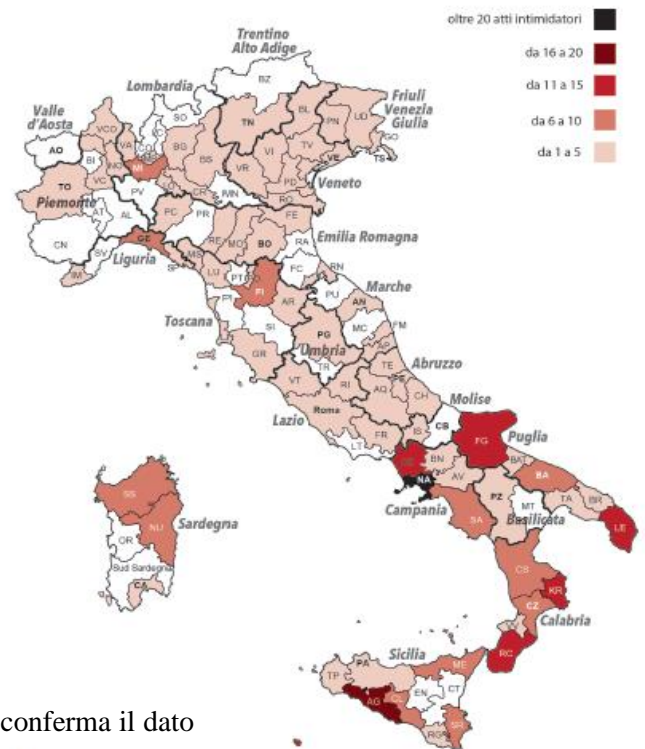 oltre 20 atti intimidatori
da 16 a 20
da 11 a 15
da 6 a 10
da 1 a 5
Trentino
Alto Adige
BZ
Lombardia
SO
Friuli
Venezia
Giulia
Valle
d'Aosta
AO
VCO
BI
VA
CO
LC
BG
BS
TN
BL
PN
UD
GO
TS
TV
VI
VR
VE
PD
RO
Veneto
TO
Piemonte
VC
NO
MI
LO
CR
MN
PV
AT
AL
CN
SV
GE
IM
Liguria
SP
PC
PR
RE
MO
BO
FE
RA
FC
RN
Emilia Romagna
MS
LU
PT
PO
FI
PI
AR
SI
GR
Toscana
PU
AN
MC
FM
AP
Marche
PG
Umbria
TR
TE
PE
AQ
CH
Abruzzo
VT
RI
Roma
Lazio
LT
FR
IS
CB
Molise
FG
Puglia
BAT
BA
TA
BR
LE
CE
BN
NA
AV
SA
Campania
PZ
MT
Basilicata
CS
KR
CZ
Calabria
RC
SS
NU
OR
Sardegna
Sud Sardegna
CA
Sicilia
ME
PA
TP
AG
CL
EN
CT
SR
RG
conferma il dato